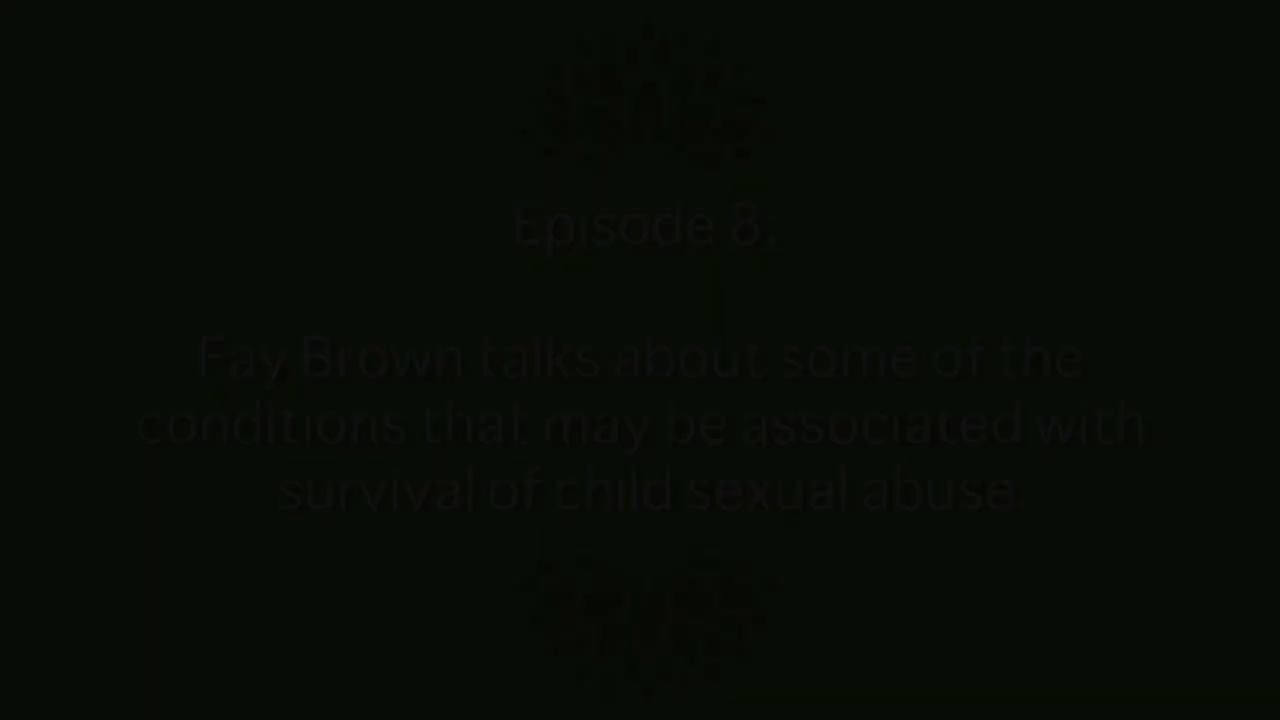 Episode 8:
Fay Brown talks about some of the
conditions that may be associated with
survival of child sexual abuse